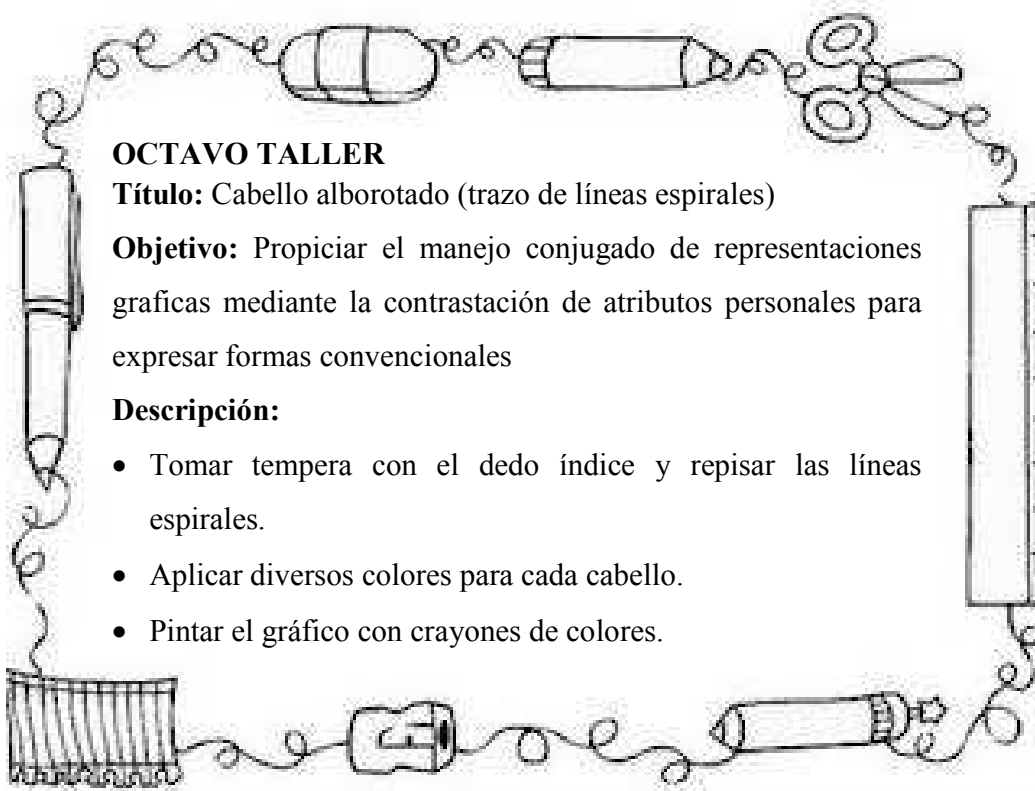 OCTAVO TALLER
Título: Cabello alborotado (trazo de líneas espirales)
Objetivo: Propiciar el manejo conjugado de representaciones
graficas mediante la contrastación de atributos personales para
expresar formas convencionales
Descripción:
• Tomar tempera con el dedo índice y repisar las líneas
espirales.
• Aplicar diversos colores para cada cabello.
• Pintar el gráfico con crayones de colores.